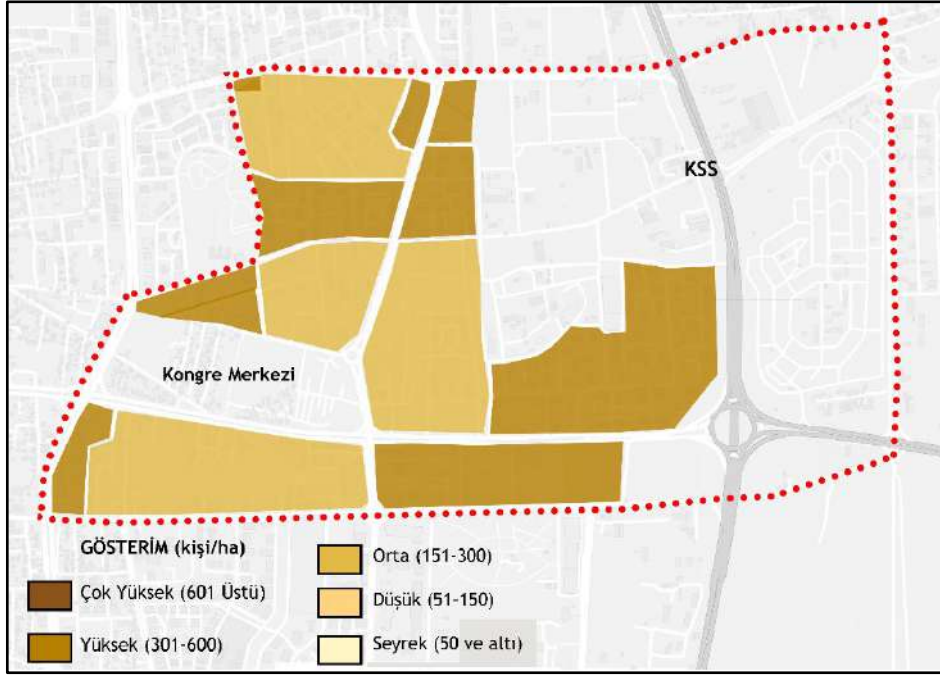 KSS
Kongre Merkezi
GÖSTERİM (kişi/ha)
Çok Yüksek (601 Üstü)
Yüksek (301-600)
Orta (151-300)
Düşük (51-150)
Seyrek (50 ve altı)